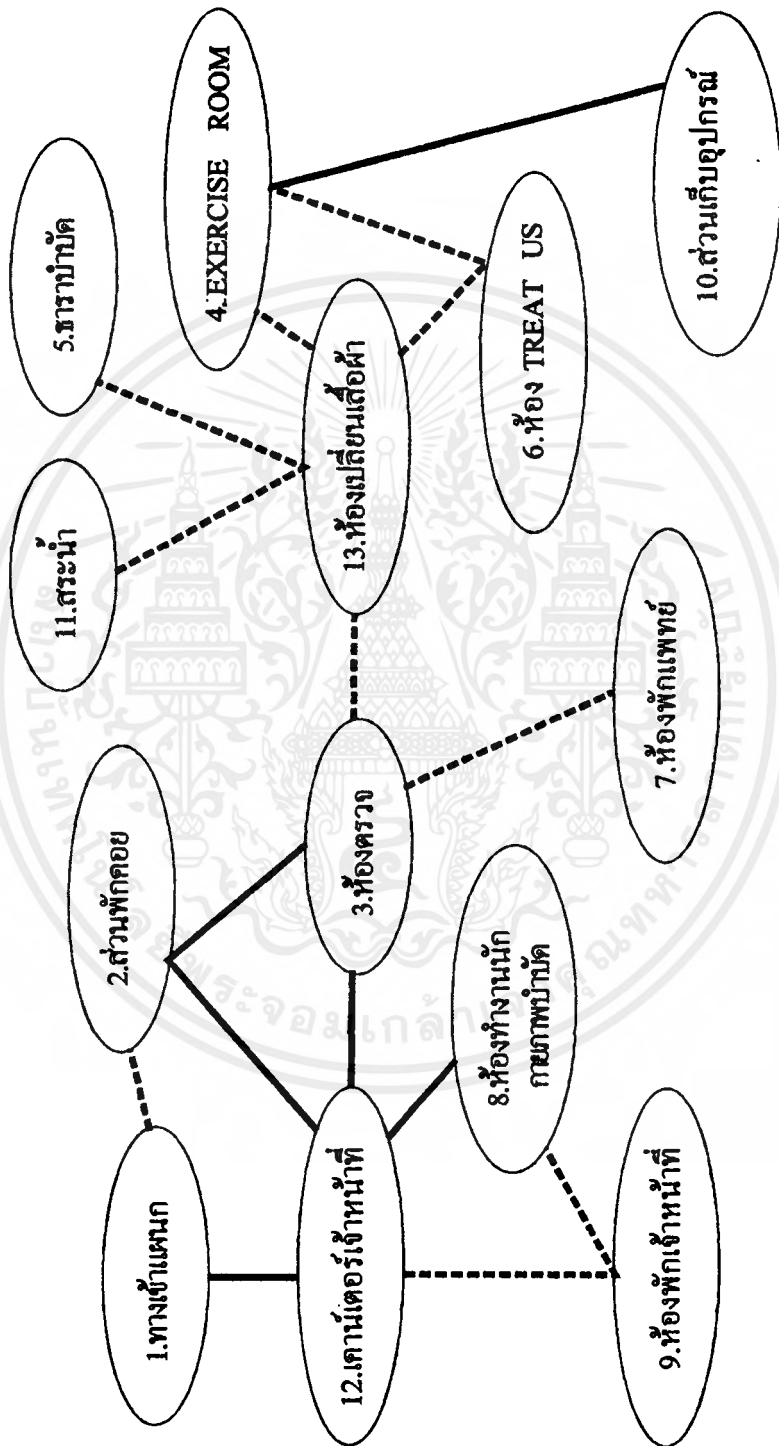 1.ทางเข้าแผนก
2.ส่วนพักคอย
11.สระน้ำ
5.ธาราบำบัด
12.เคาน์เตอร์เจ้าหน้าที่
3.ห้องตรวจ
13.ห้องเปลี่ยนเสื้อผ้า
4.EXERCISE ROOM
9.ห้องพักเจ้าหน้าที่
8.ห้องทำงานนัก
กายภาพบำบัด
7.ห้องพักแพทย์
6.ห้อง TREAT US
10.ส่วนเก็บอุปกรณ์